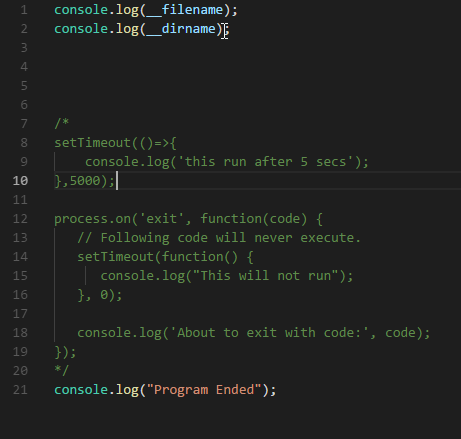 1 console.log(__filename);
2 console.log(__dirname);
3
4
5
6
7 /*
8 setTimeout(()=>{
9     console.log('this run after 5 secs');
10 },5000);
11
12 process.on('exit', function(code) {
13    // Following code will never execute.
14    setTimeout(function() {
15       console.log("This will not run");
16    }, 0);
17
18    console.log('About to exit with code:', code);
19 });
20 */
21 console.log("Program Ended");